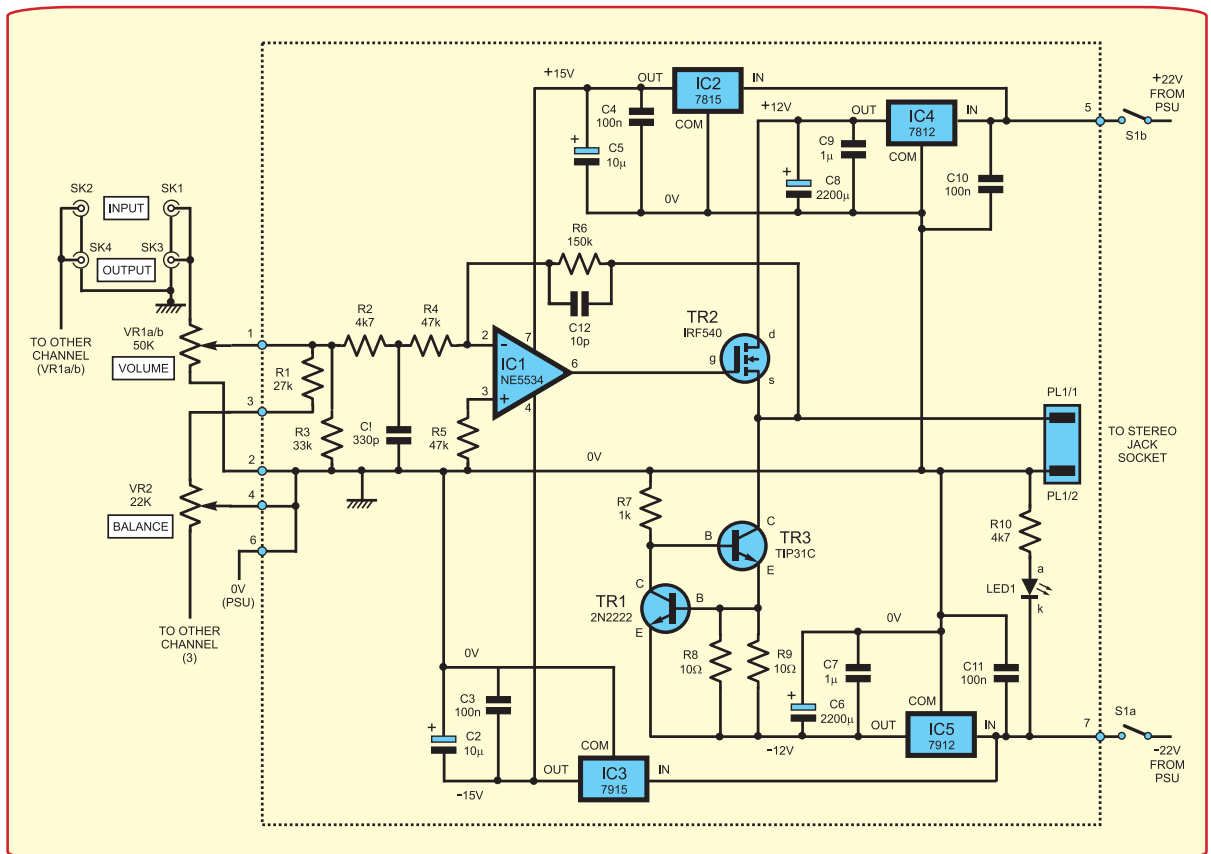 +15V
OUT
IC2
7815
IN
COM
C4
100n
+
C5
10µ
+12V
OUT
IC4
7812
IN
COM
5
+22V
FROM
PSU
S1b
C9
1µ
+
C8
2200µ
C10
100n
0V
SK2
INPUT
SK1
SK4
OUTPUT
SK3
TO OTHER
CHANNEL
(VR1a/b)
VR1a/b
50K
VOLUME
1
R1
27k
3
R3
33k
2
R2
4k7
C!
330p
R4
47k
R5
47k
R6
150k
C12
10p
2
-
7
IC1
NE5534
6
3
+
4
TR2
IRF540
d
g
s
PL1/1
TO STEREO
JACK
SOCKET
PL1/2
0V
VR2
22K
BALANCE
4
6
0V
(PSU)
TO OTHER
CHANNEL
(3)
R7
1k
B
C
TR3
TIP31C
E
TR1
2N2222
C
B
E
R8
10Ω
R9
10Ω
R10
4k7
a
LED1
k
0V
C7
1µ
+
C6
2200µ
COM
OUT
IC5
7912
IN
C11
100n
7
S1a
-22V
FROM
PSU
-12V
0V
C3
100n
+
C2
10µ
COM
OUT
IC3
7915
IN
-15V